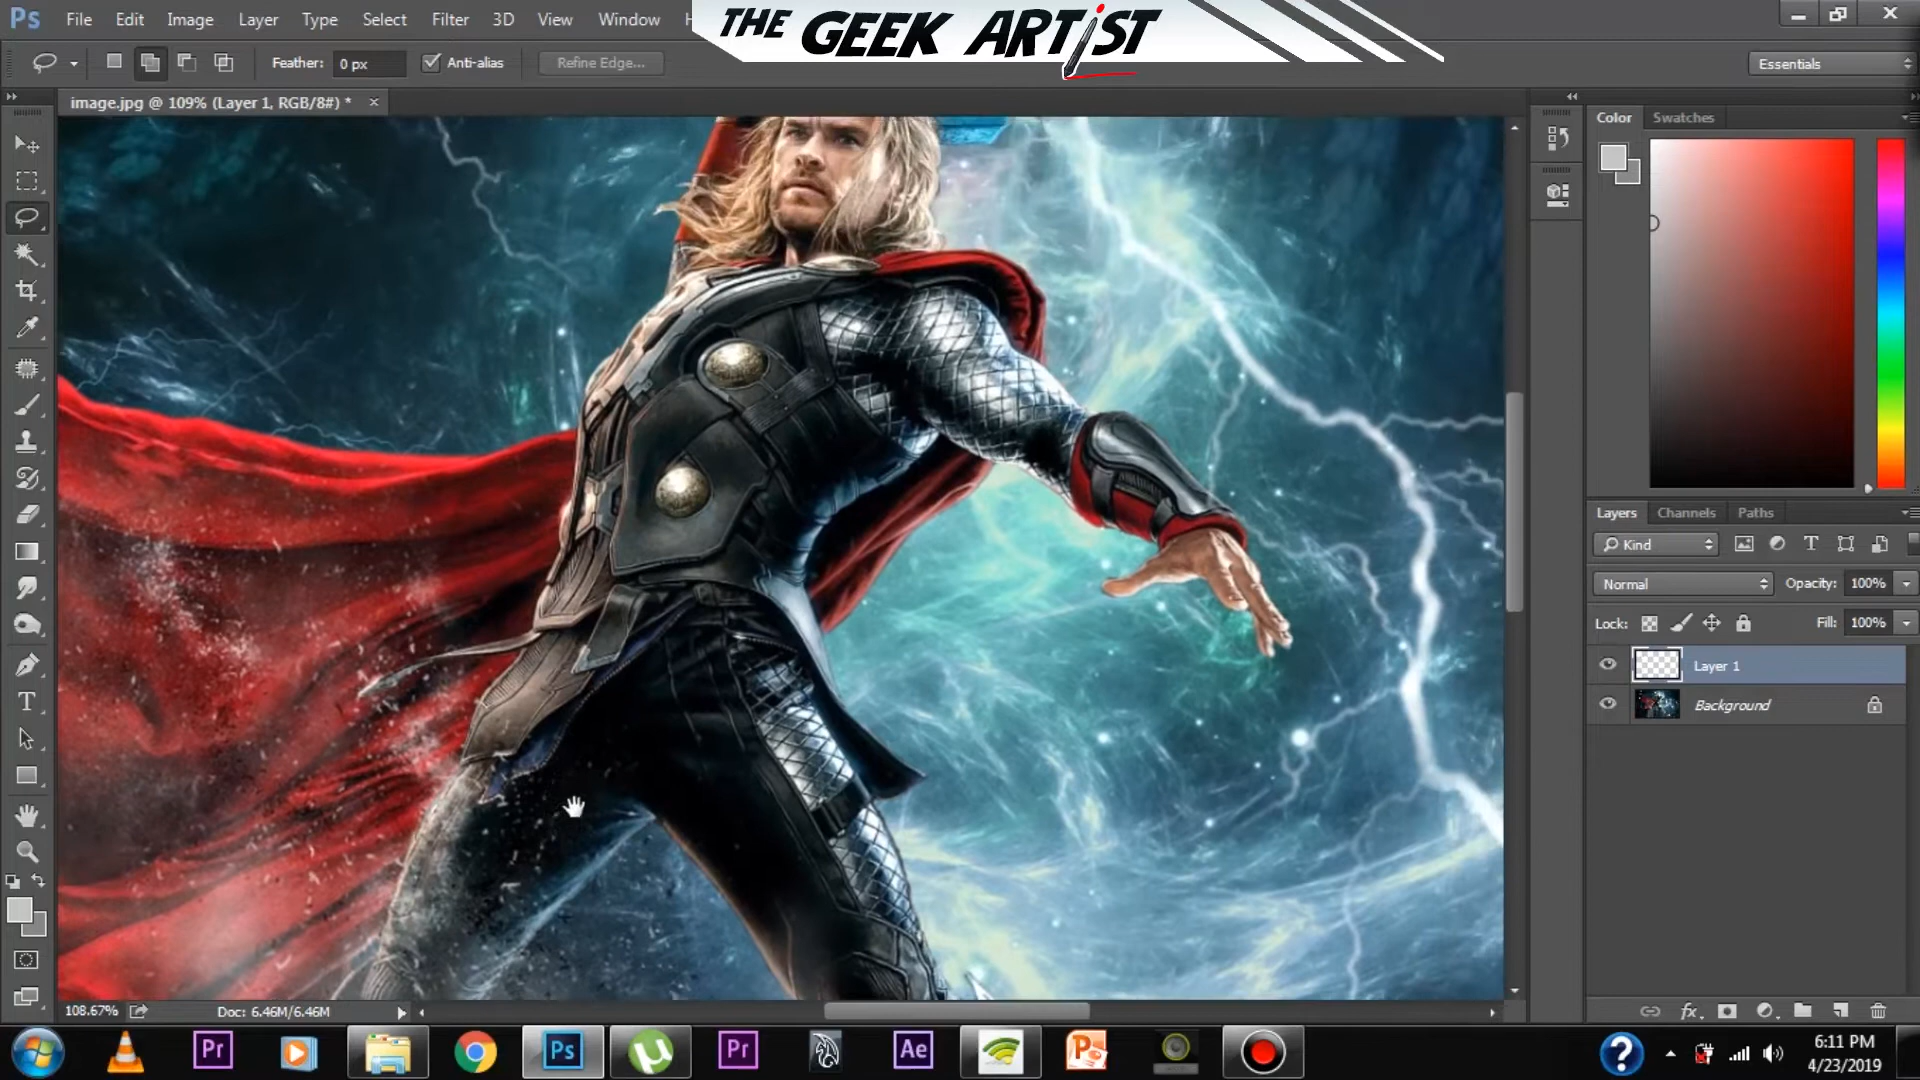 Ps File Edit Image Layer Type Select Filter 3D View Window
THE GEEK ARTiST
Feather: 0 px Anti-alias Refine Edge... Essentials
image.jpg @ 109% (Layer 1, RGB/8#) * ×
Color Swatches
Layers Channels Paths
Kind T
Normal Opacity: 100%
Lock: Fill: 100%
Layer 1
Background
T
108.67% Doc: 6.46M/6.46M
fx
Pr Ps Pr Ae P ?
6:11 PM
4/23/2019